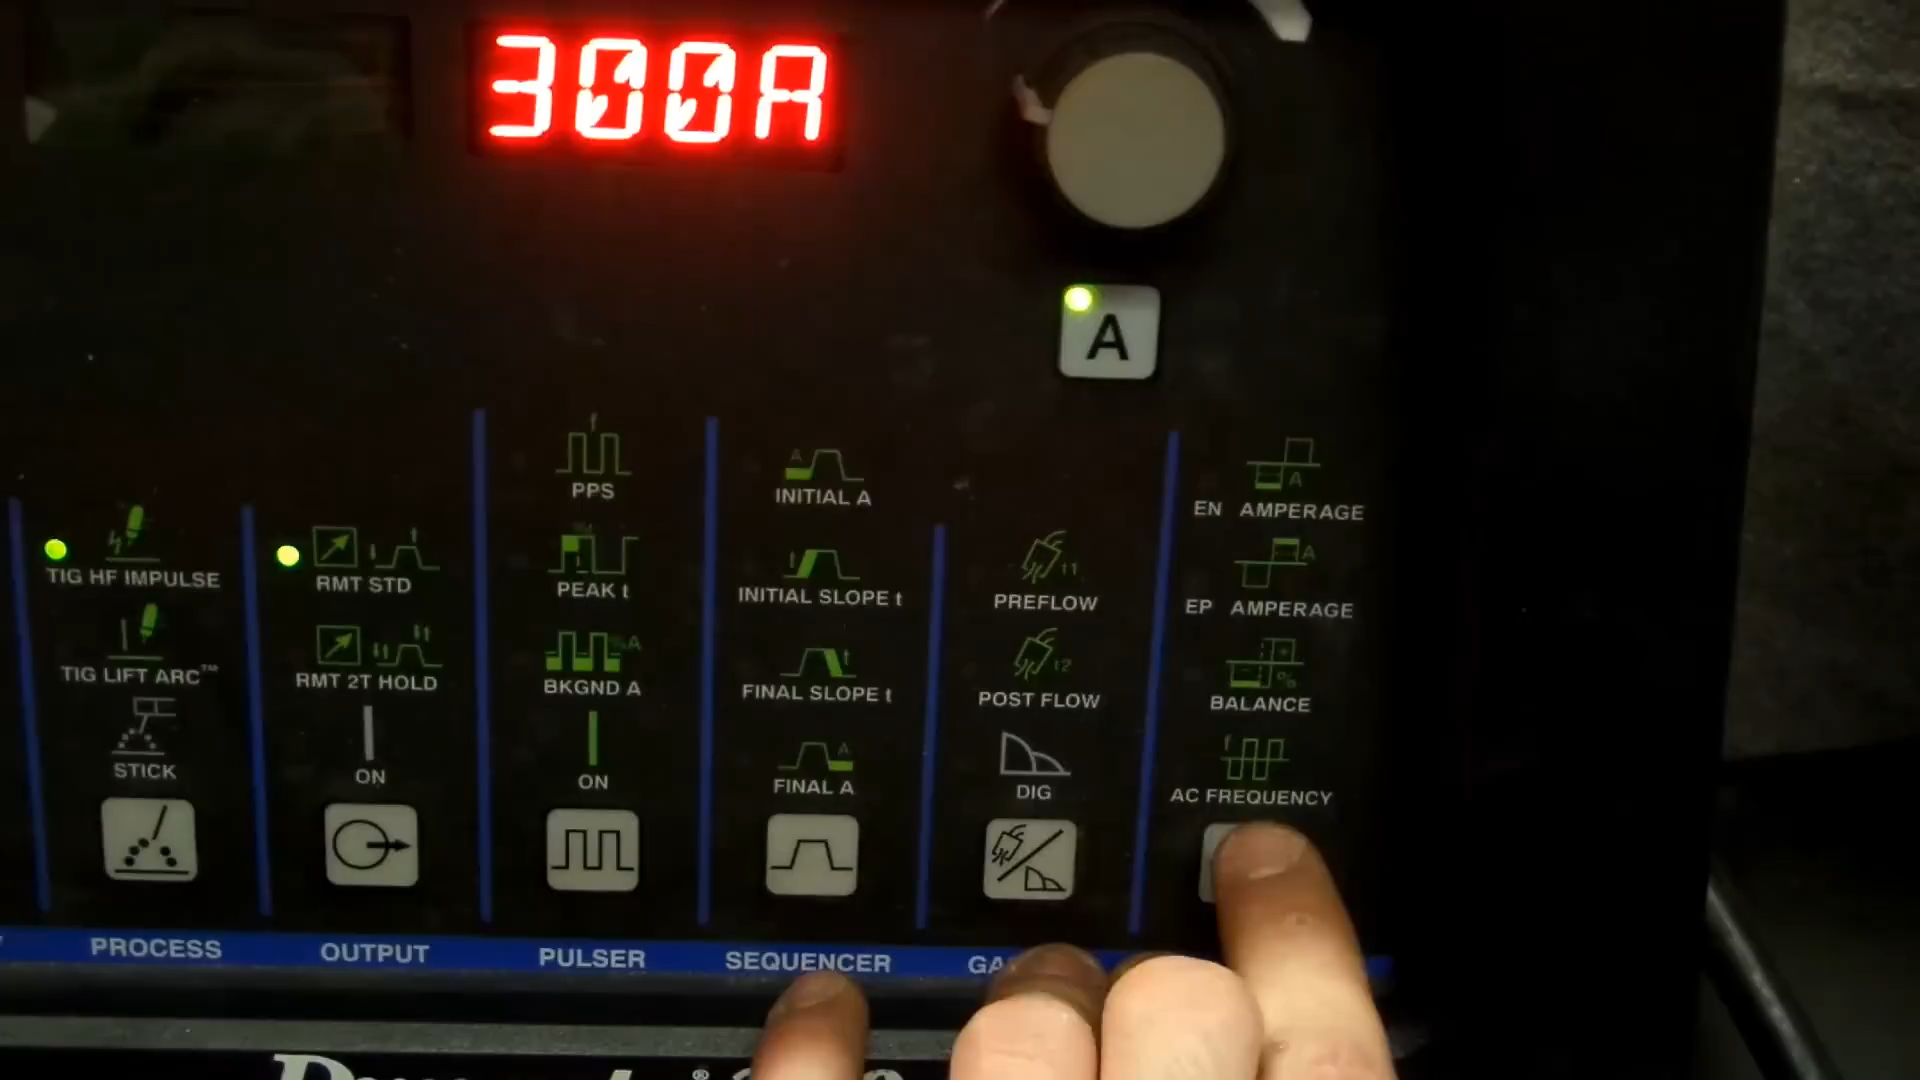 300A
A
TIG HF IMPULSE
TIG LIFT ARC™
STICK
PROCESS
RMT STD
RMT 2T HOLD
ON
OUTPUT
f
PPS
PEAK t
%A
BKGND A
ON
PULSER
A
INITIAL A
t
INITIAL SLOPE t
t
FINAL SLOPE t
A
FINAL A
SEQUENCER
t1
PREFLOW
t2
POST FLOW
DIG
A
EN AMPERAGE
A
EP AMPERAGE
%
BALANCE
f
AC FREQUENCY